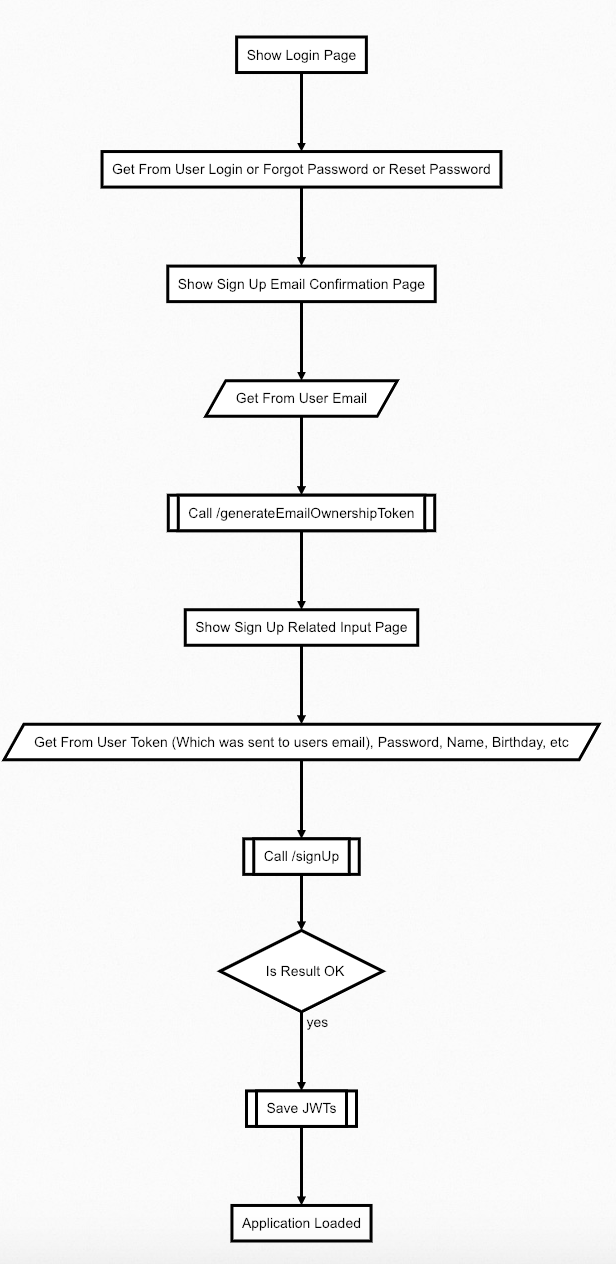 Show Login Page
Get From User Login or Forgot Password or Reset Password
Show Sign Up Email Confirmation Page
Get From User Email
Call /generateEmailOwnershipToken
Show Sign Up Related Input Page
Get From User Token (Which was sent to users email), Password, Name, Birthday, etc
Call /signUp
Is Result OK
yes
Save JWTs
Application Loaded